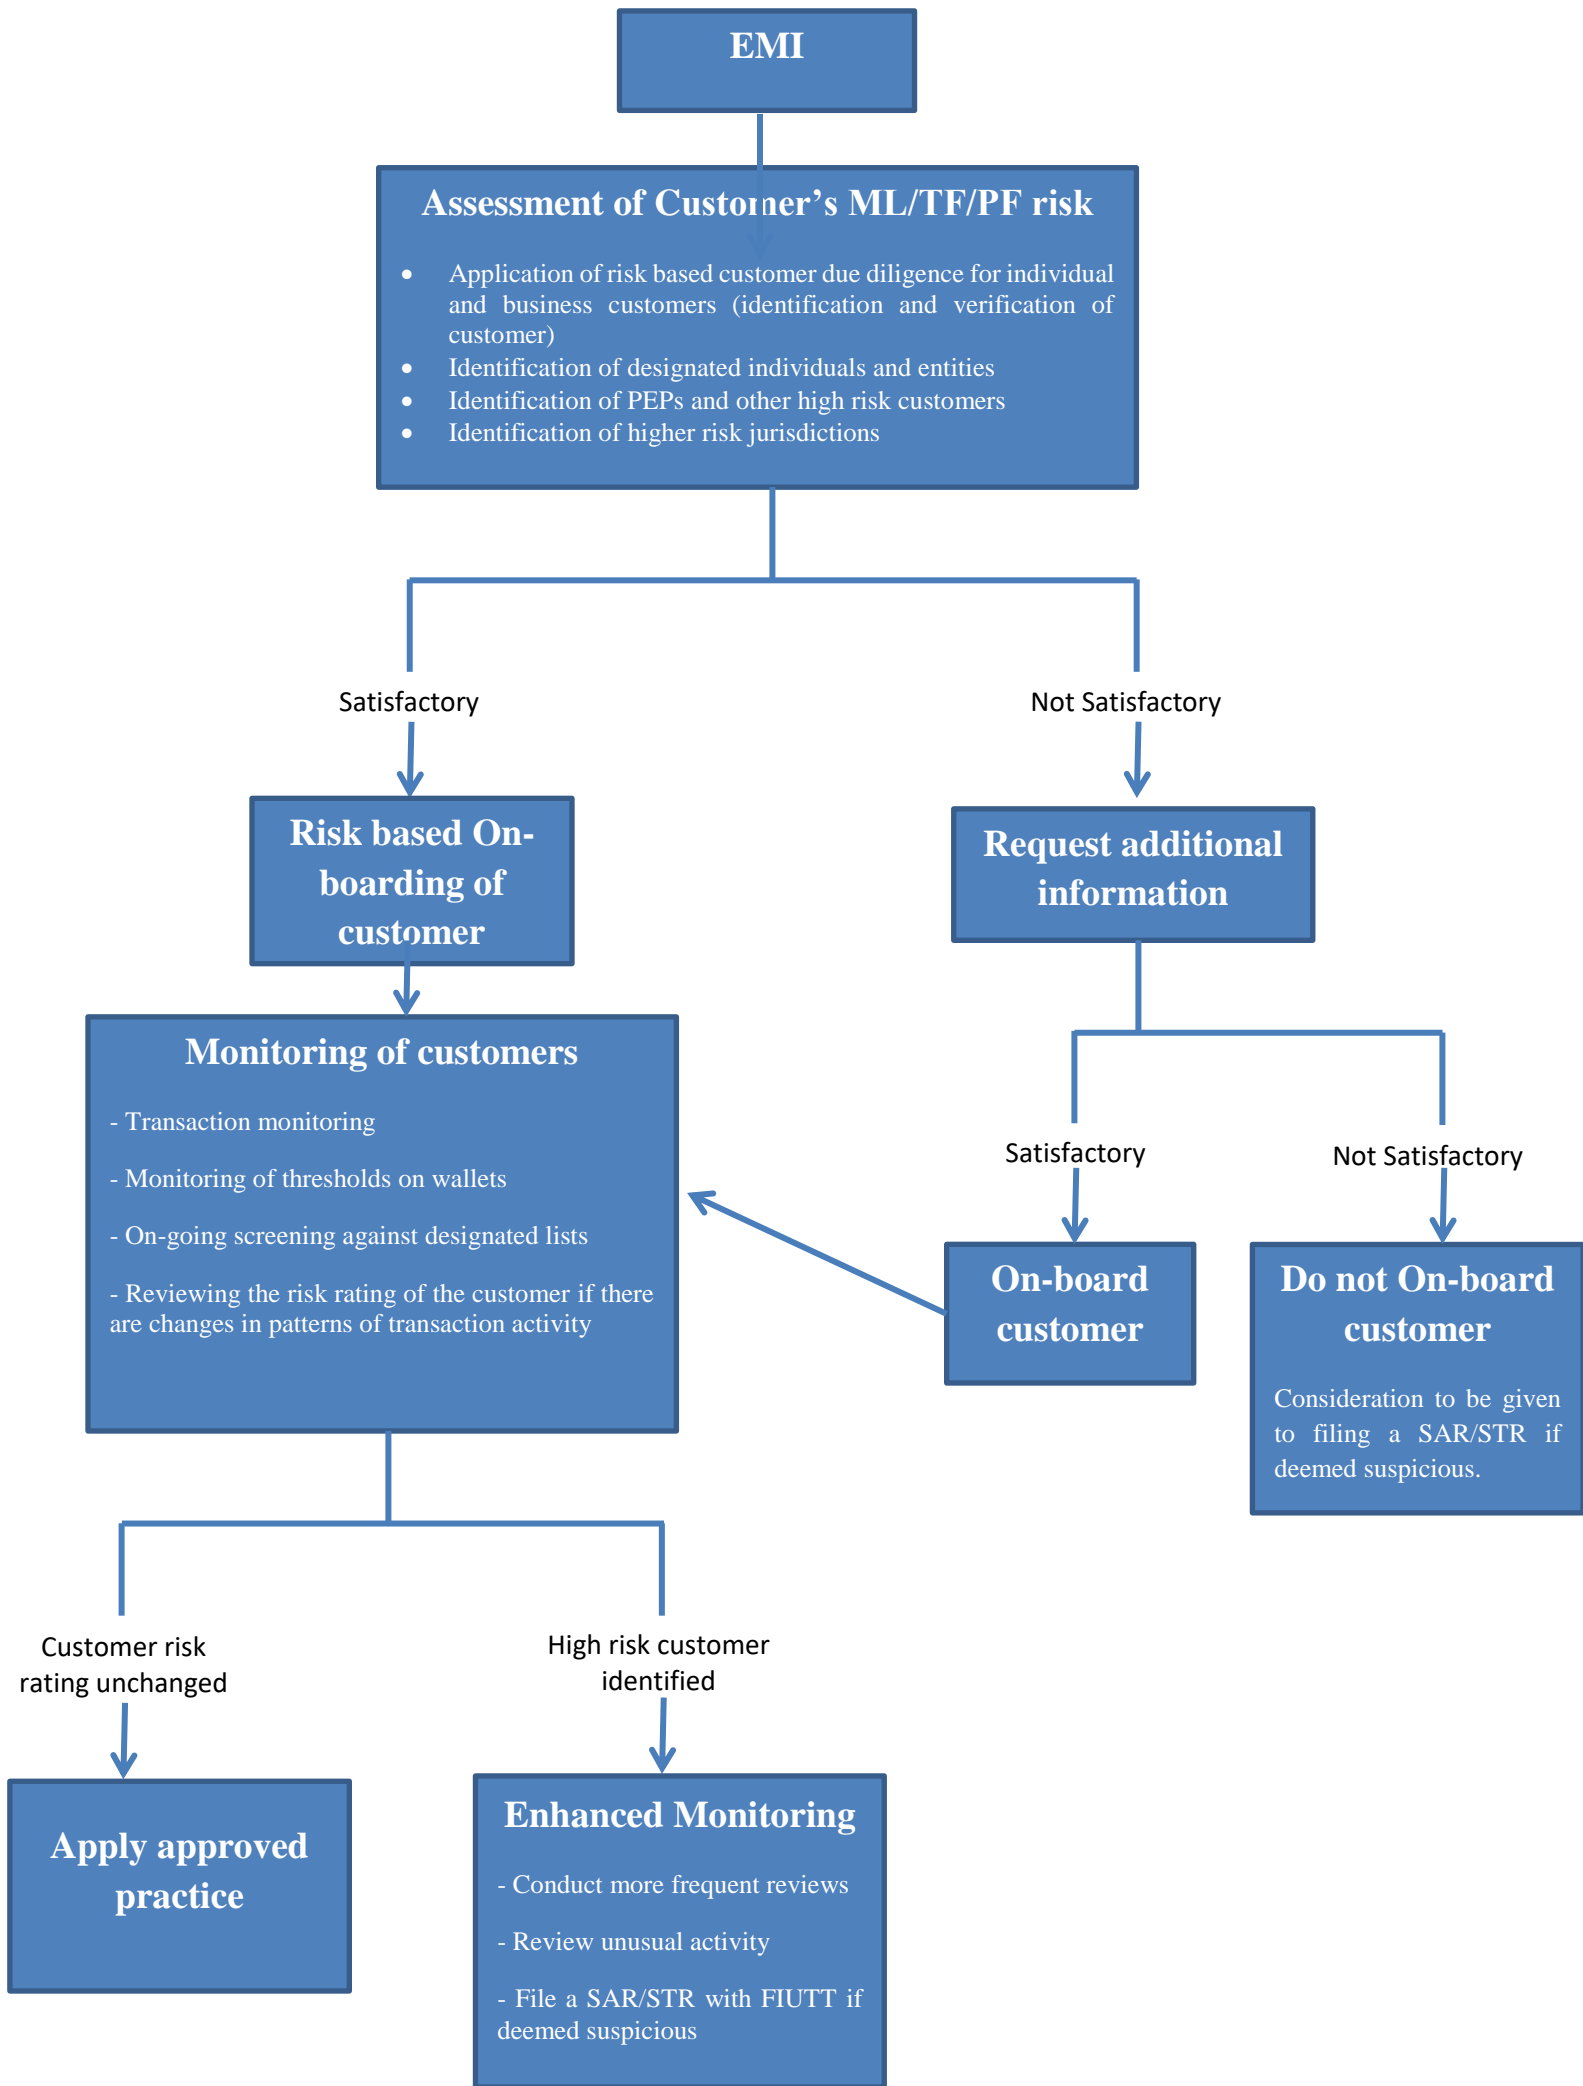 EMI
Assessment of Customer’s ML/TF/PF risk
• Application of risk based customer due diligence for individual
and business customers (identification and verification of
customer)
• Identification of designated individuals and entities
• Identification of PEPs and other high risk customers
• Identification of higher risk jurisdictions
Satisfactory
Not Satisfactory
Risk based On-
boarding of
customer
Request additional
information
Monitoring of customers
- Transaction monitoring
- Monitoring of thresholds on wallets
- On-going screening against designated lists
- Reviewing the risk rating of the customer if there
are changes in patterns of transaction activity
Satisfactory
Not Satisfactory
On-board
customer
Do not On-board
customer
Consideration to be given
to filing a SAR/STR if
deemed suspicious.
Customer risk
rating unchanged
High risk customer
identified
Apply approved
practice
Enhanced Monitoring
- Conduct more frequent reviews
- Review unusual activity
- File a SAR/STR with FIUTT if
deemed suspicious